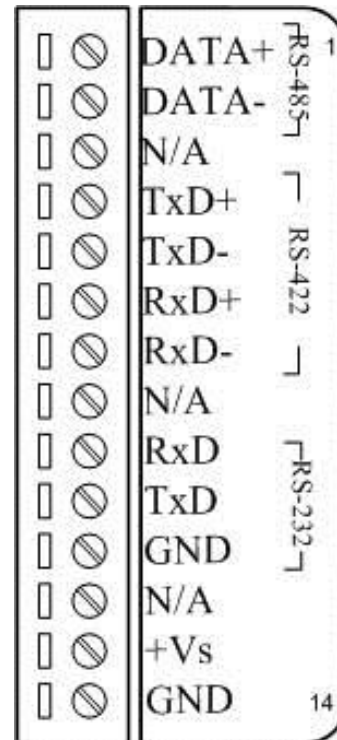 DATA+ 1
DATA-
N/A
TxD+
TxD-
RxD+
RxD-
N/A
RxD
TxD
GND
N/A
+Vs
GND 14
RS-485
RS-422
RS-232